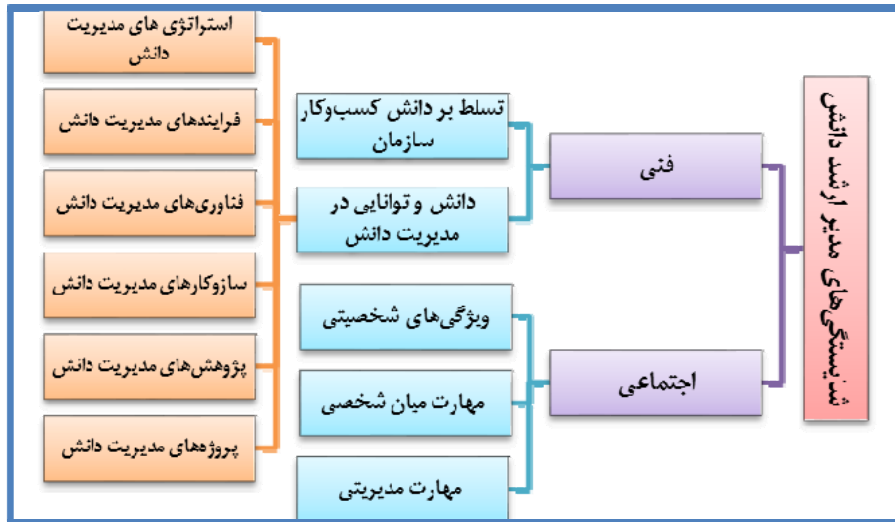 شایستگی‌های مدیر ارشد دانش
فنی
اجتماعی
تسلط بر دانش کسب‌وکار
سازمان
دانش و توانایی در
مدیریت دانش
ویژگی‌های شخصیتی
مهارت میان شخصی
مهارت مدیریتی
استراتژی های مدیریت
دانش
فرایندهای مدیریت دانش
فناوری‌های مدیریت دانش
سازوکارهای مدیریت دانش
پژوهش‌های مدیریت دانش
پروژه‌های مدیریت دانش